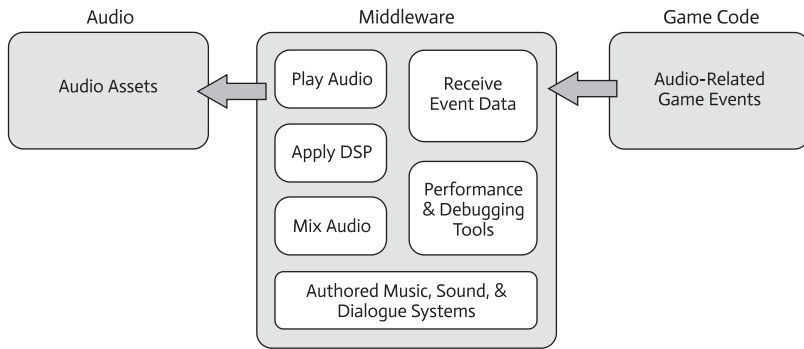 Audio
Middleware
Game Code
Audio Assets
Play Audio
Apply DSP
Mix Audio
Receive
Event Data
Performance
& Debugging
Tools
Authored Music, Sound, &
Dialogue Systems
Audio-Related
Game Events